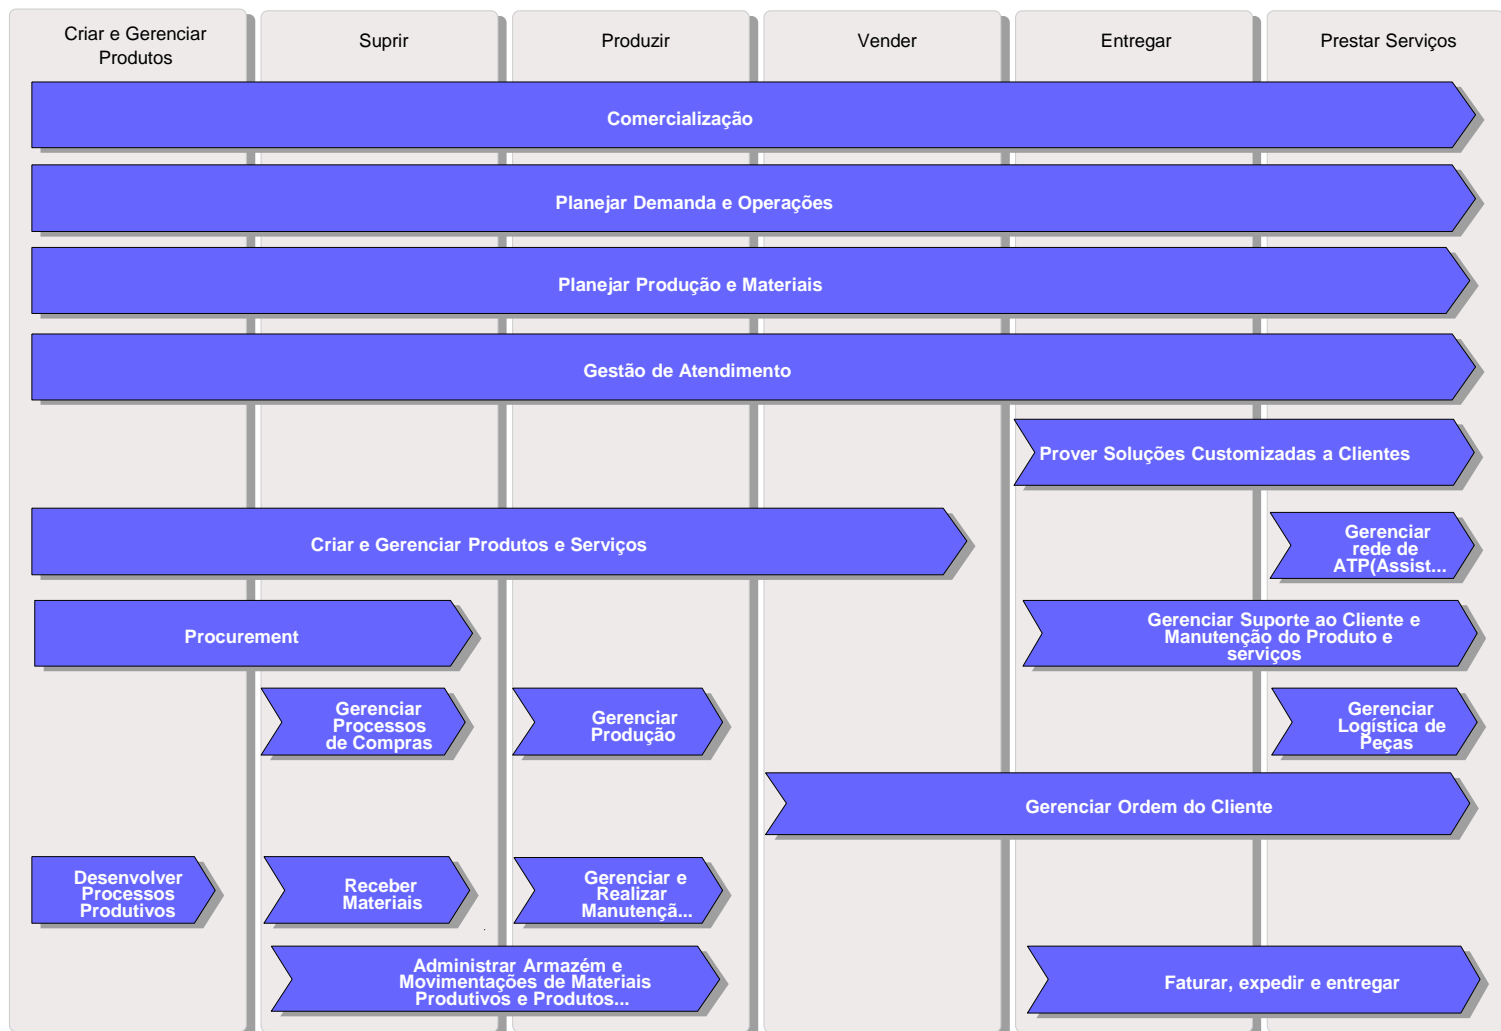 Criar e Gerenciar
Produtos
Suprir
Produzir
Vender
Entregar
Prestar Serviços
Comercialização
Planejar Demanda e Operações
Planejar Produção e Materiais
Gestão de Atendimento
Prover Soluções Customizadas a Clientes
Criar e Gerenciar Produtos e Serviços
Gerenciar
rede de
ATP(Assist...
Procurement
Gerenciar Suporte ao Cliente e
Manutenção do Produto e
serviços
Gerenciar
Processos
de Compras
Gerenciar
Produção
Gerenciar
Logística de
Peças
Gerenciar Ordem do Cliente
Desenvolver
Processos
Produtivos
Receber
Materiais
Gerenciar e
Realizar
Manutençã...
Administrar Armazém e
Movimentações de Materiais
Produtivos e Produtos...
Faturar, expedir e entregar